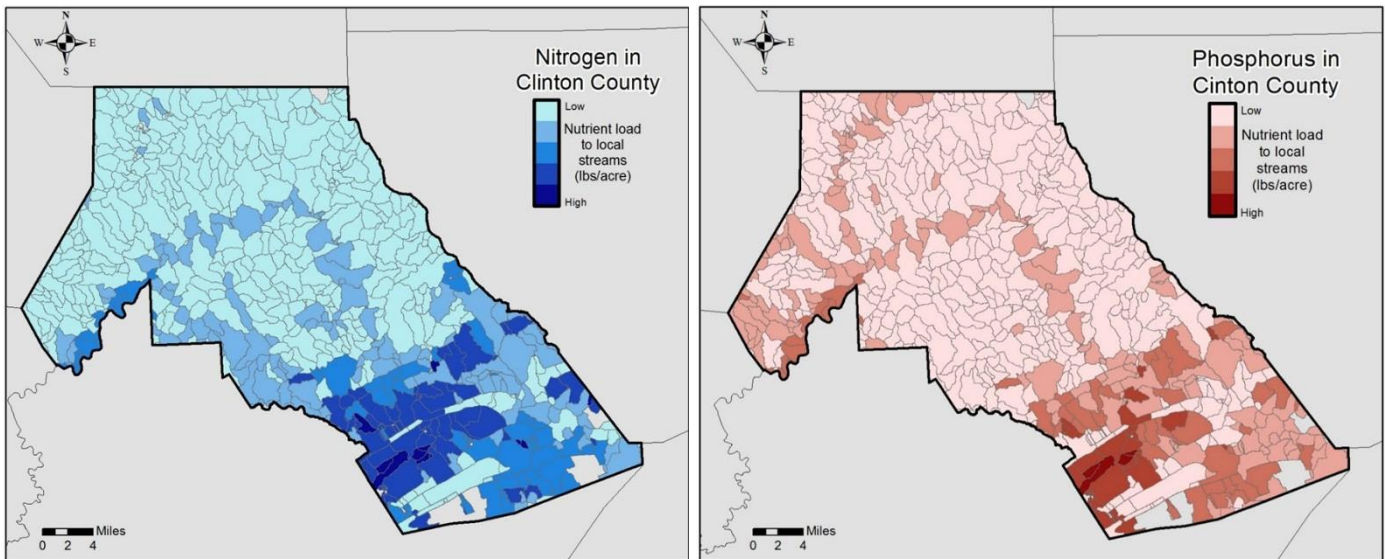 N
W E
S
Nitrogen in
Clinton County
Low
Nutrient load
to local
streams
(lbs/acre)
High
Miles
0 2 4
N
W E
S
Phosphorus in
Cinton County
Low
Nutrient load
to local
streams
(lbs/acre)
High
Miles
0 2 4